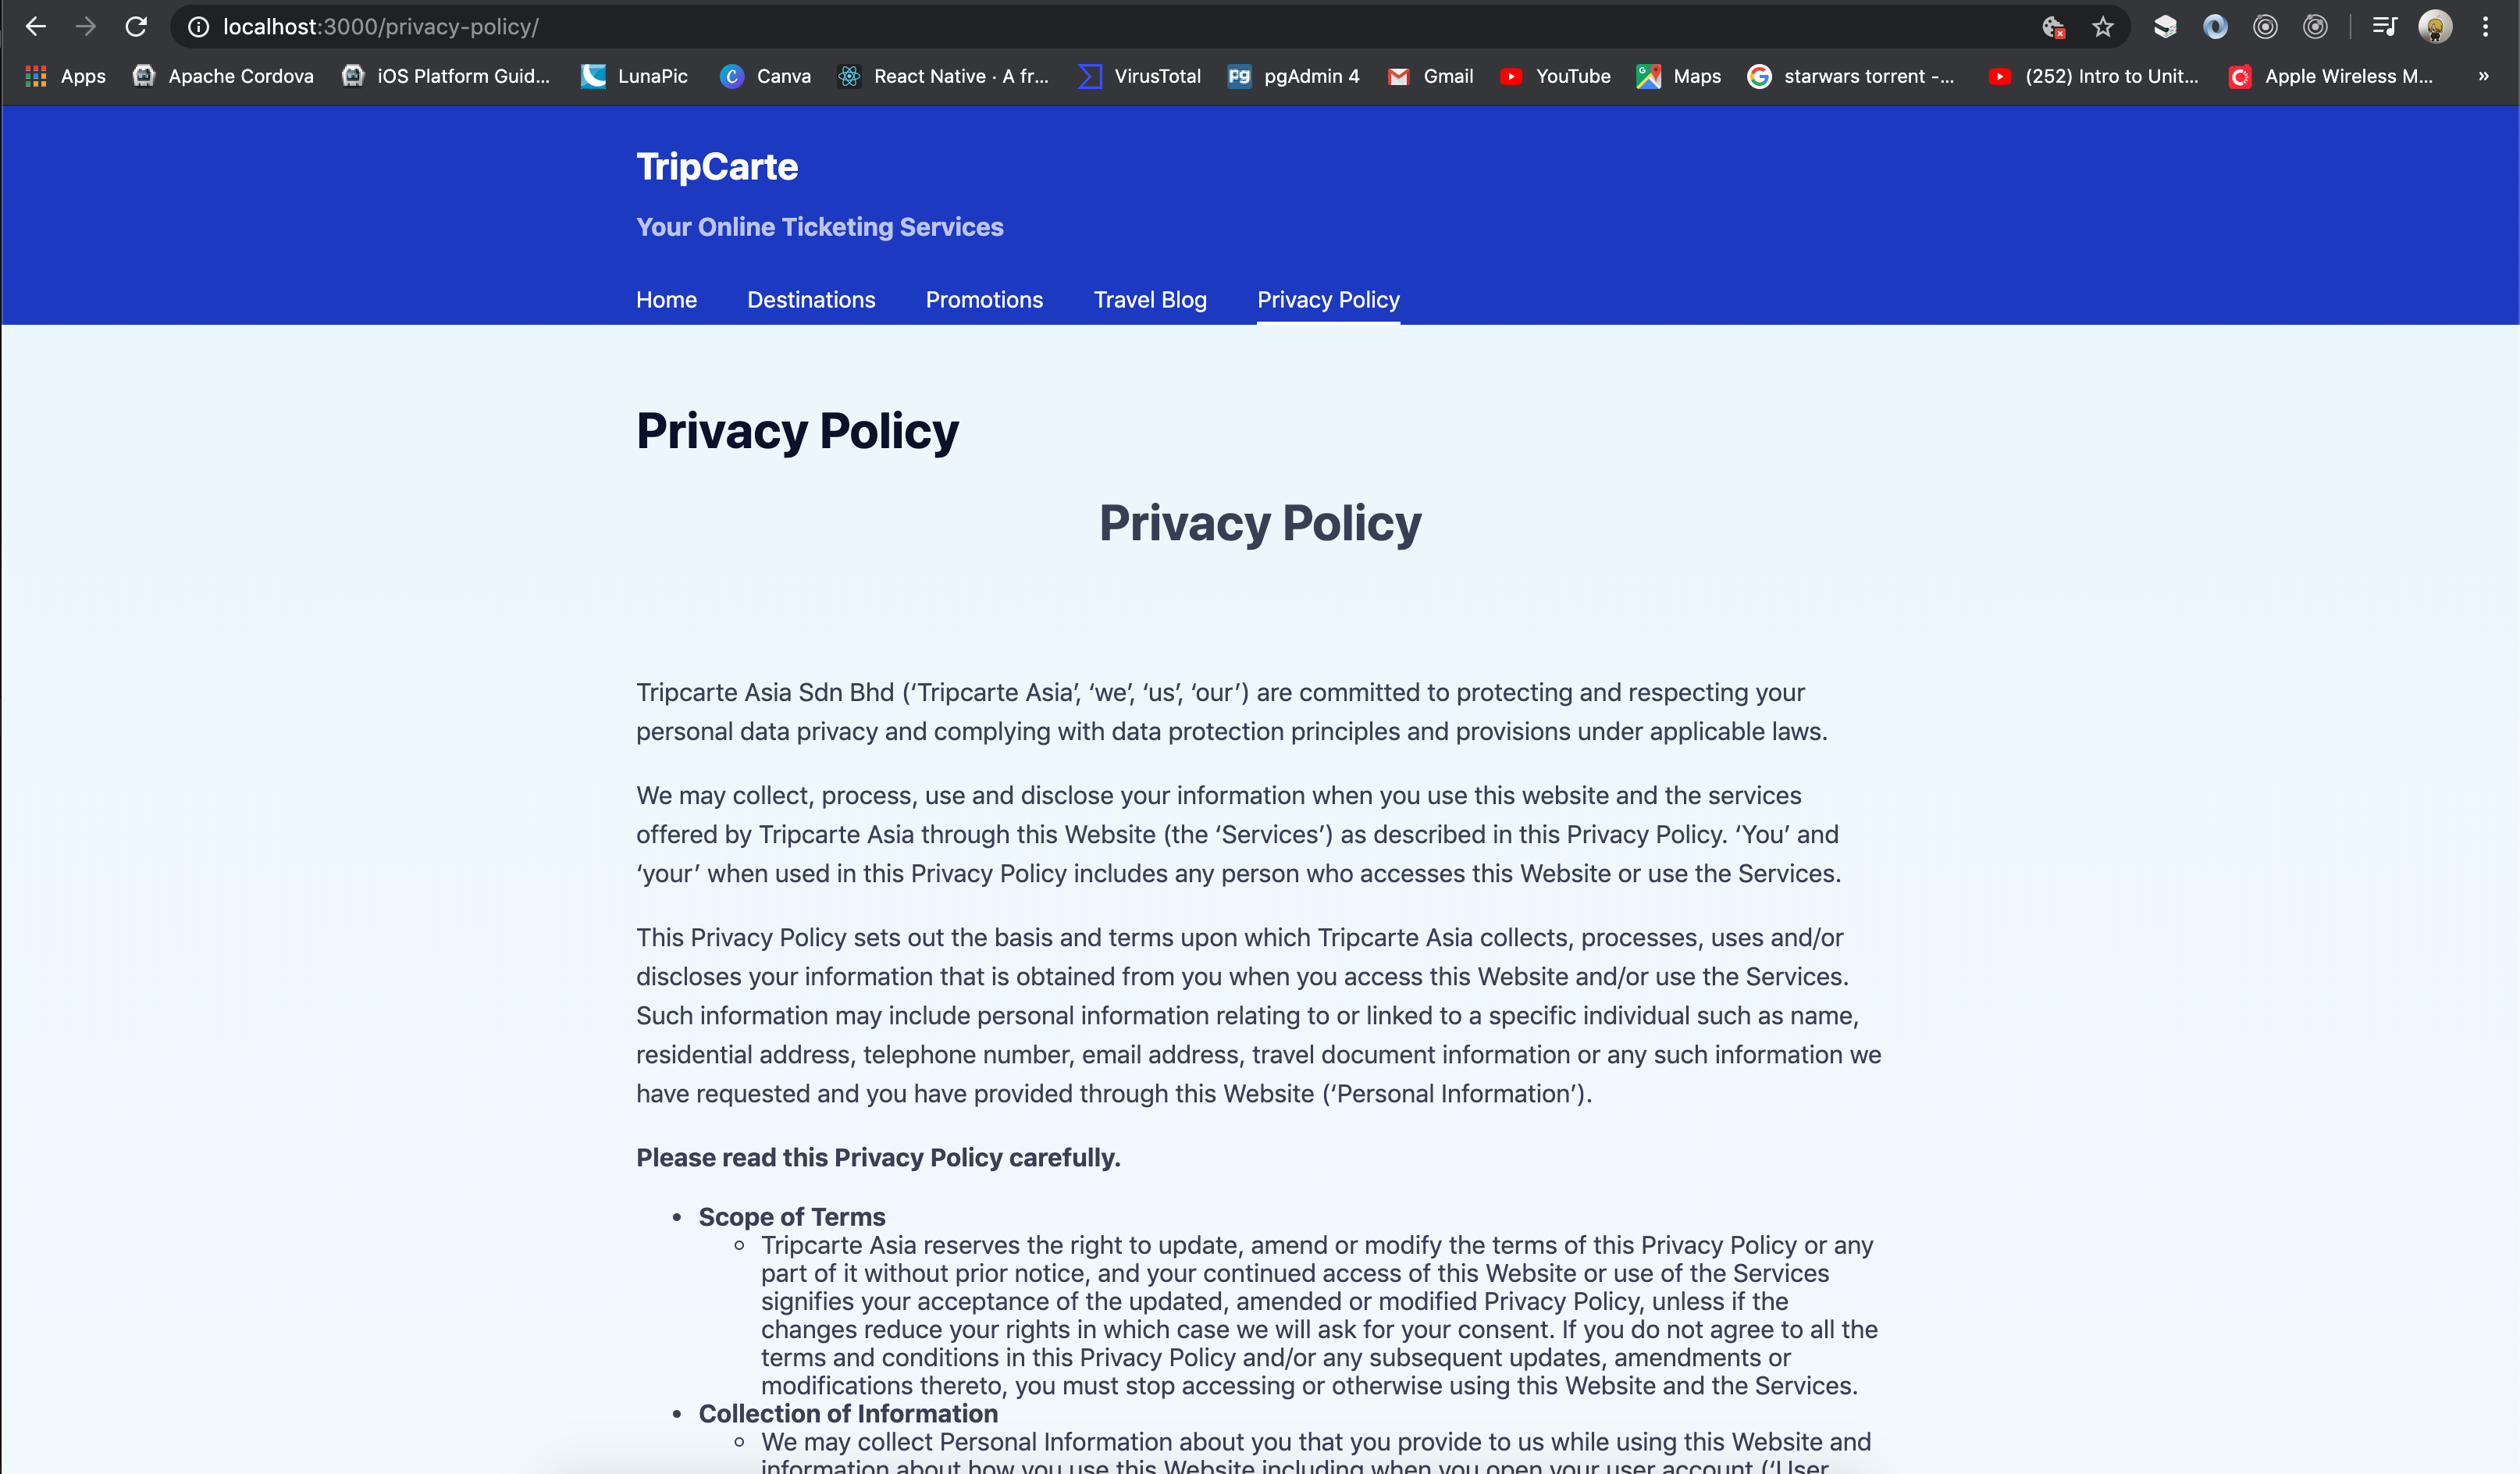 localhost:3000/privacy-policy/
Apps Apache Cordova iOS Platform Guid... LunaPic Canva React Native · A fr... VirusTotal pgAdmin 4 Gmail YouTube Maps starwars torrent -... (252) Intro to Unit... Apple Wireless M... »
TripCarte
Your Online Ticketing Services
Home Destinations Promotions Travel Blog Privacy Policy
Privacy Policy
Privacy Policy
Tripcarte Asia Sdn Bhd (‘Tripcarte Asia’, ‘we’, ‘us’, ‘our’) are committed to protecting and respecting your
personal data privacy and complying with data protection principles and provisions under applicable laws.
We may collect, process, use and disclose your information when you use this website and the services
offered by Tripcarte Asia through this Website (the ‘Services’) as described in this Privacy Policy. ‘You’ and
‘your’ when used in this Privacy Policy includes any person who accesses this Website or use the Services.
This Privacy Policy sets out the basis and terms upon which Tripcarte Asia collects, processes, uses and/or
discloses your information that is obtained from you when you access this Website and/or use the Services.
Such information may include personal information relating to or linked to a specific individual such as name,
residential address, telephone number, email address, travel document information or any such information we
have requested and you have provided through this Website (‘Personal Information’).
Please read this Privacy Policy carefully.
• Scope of Terms
◦ Tripcarte Asia reserves the right to update, amend or modify the terms of this Privacy Policy or any
part of it without prior notice, and your continued access of this Website or use of the Services
signifies your acceptance of the updated, amended or modified Privacy Policy, unless if the
changes reduce your rights in which case we will ask for your consent. If you do not agree to all the
terms and conditions in this Privacy Policy and/or any subsequent updates, amendments or
modifications thereto, you must stop accessing or otherwise using this Website and the Services.
• Collection of Information
◦ We may collect Personal Information about you that you provide to us while using this Website and
information about how you use this Website including when you open your user account (‘User